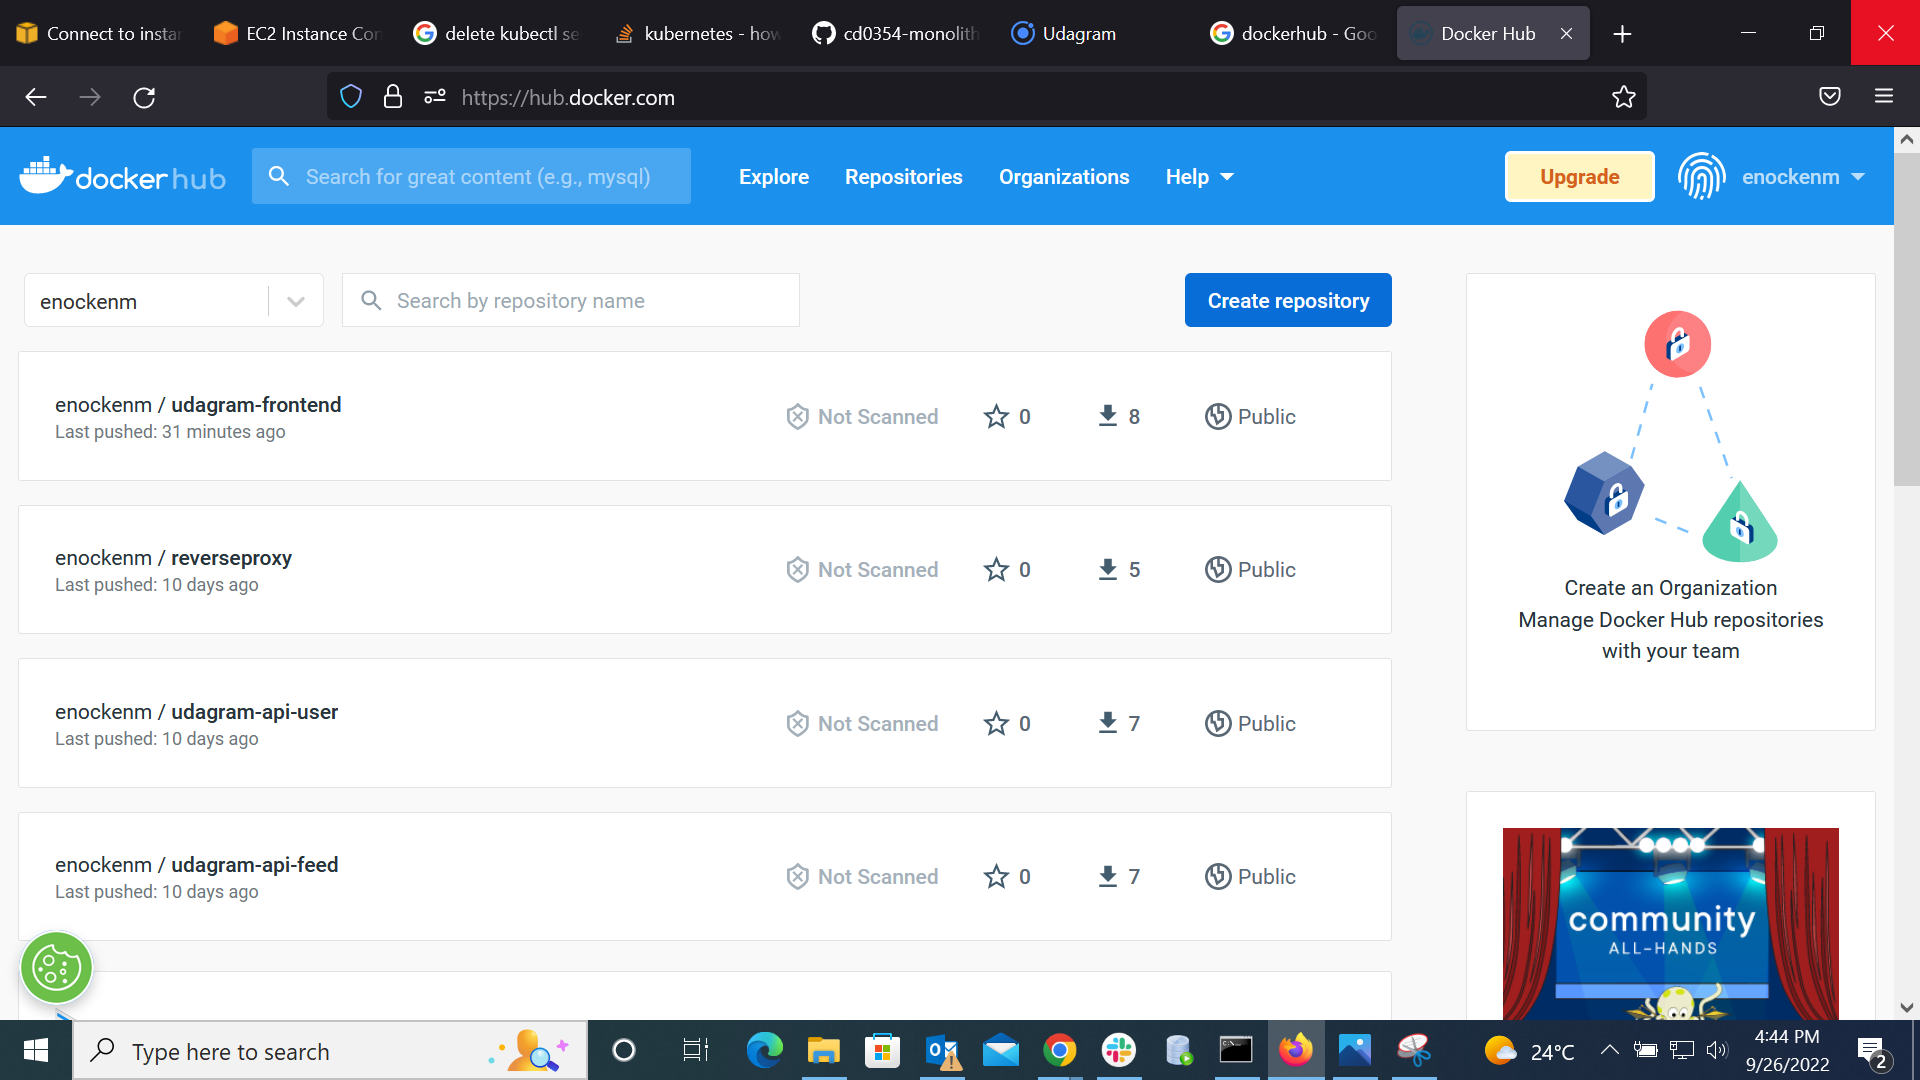 Connect to instan
EC2 Instance Con
delete kubectl se
kubernetes - how
cd0354-monolith
Udagram
dockerhub - Goo
Docker Hub
https://hub.docker.com
docker hub
Search for great content (e.g., mysql)
Explore
Repositories
Organizations
Help
Upgrade
enockenm
enockenm
Search by repository name
Create repository
enockenm / udagram-frontend
Last pushed: 31 minutes ago
Not Scanned
0
8
Public
enockenm / reverseproxy
Last pushed: 10 days ago
Not Scanned
0
5
Public
enockenm / udagram-api-user
Last pushed: 10 days ago
Not Scanned
0
7
Public
enockenm / udagram-api-feed
Last pushed: 10 days ago
Not Scanned
0
7
Public
Create an Organization
Manage Docker Hub repositories
with your team
community
ALL-HANDS
Type here to search
24°C
4:44 PM
9/26/2022
2